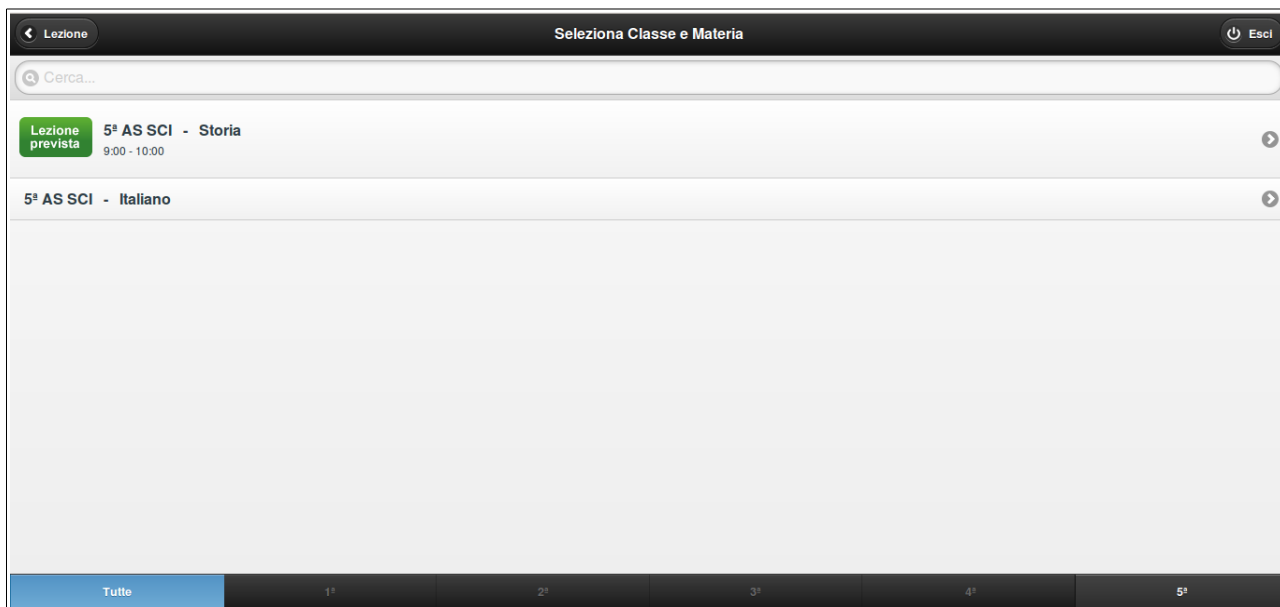 Lezione
Seleziona Classe e Materia
Esci
Cerca...
Lezione
prevista
5ª AS SCI - Storia
9:00 - 10:00
5ª AS SCI - Italiano
Tutte 1ª 2ª 3ª 4ª 5ª